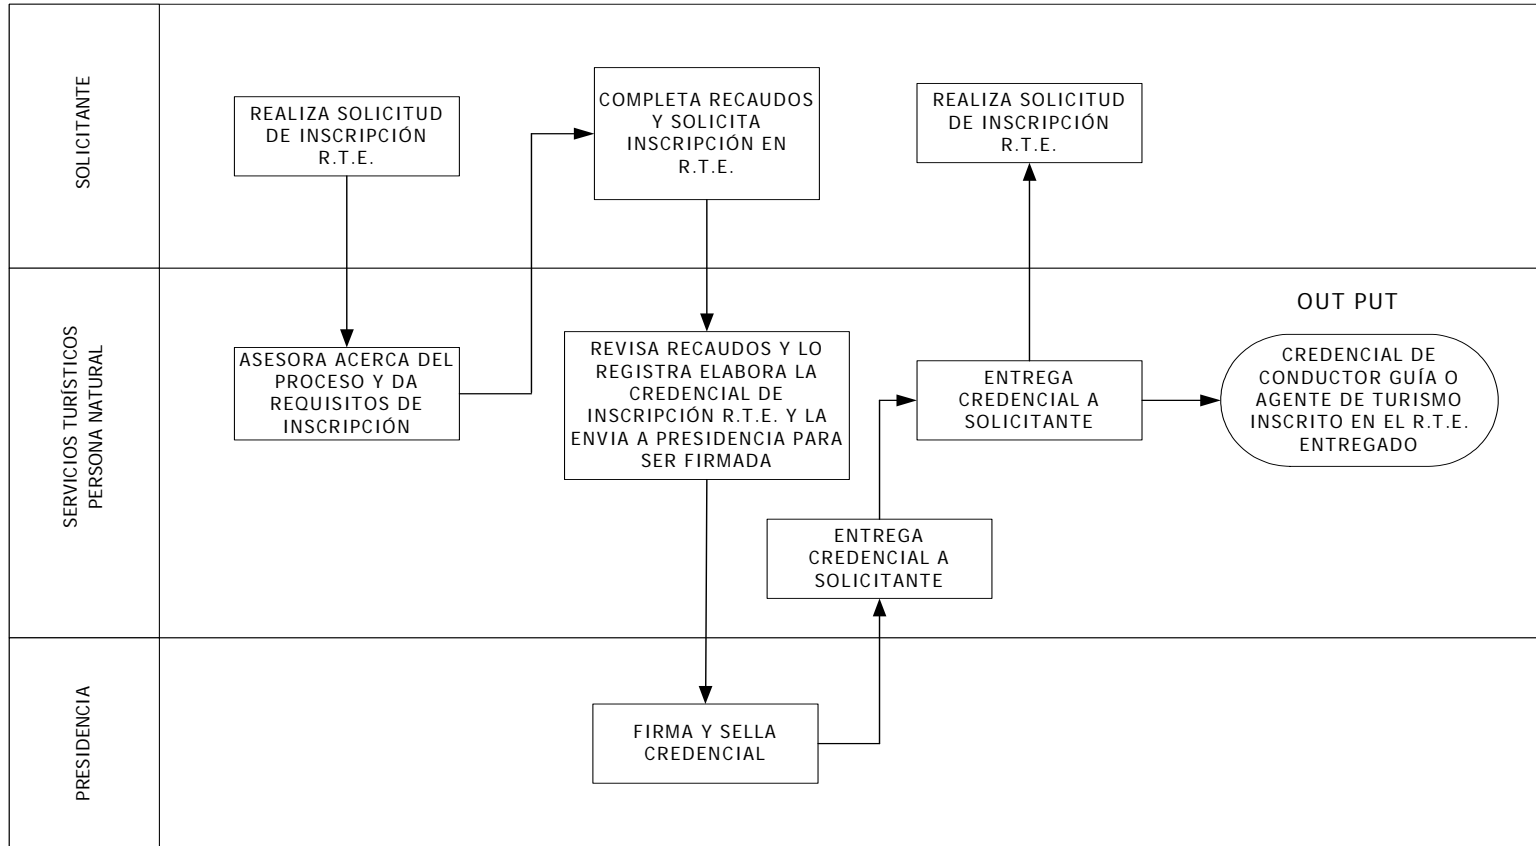 SOLICITANTE
REALIZA SOLICITUD
DE INSCRIPCIÓN
R.T.E.
COMPLETA RECAUDOS
Y SOLICITA
INSCRIPCIÓN EN
R.T.E.
REALIZA SOLICITUD
DE INSCRIPCIÓN
R.T.E.
SERVICIOS TURÍSTICOS
PERSONA NATURAL
ASESORA ACERCA DEL
PROCESO Y DA
REQUISITOS DE
INSCRIPCIÓN
REVISA RECAUDOS Y LO
REGISTRA ELABORA LA
CREDENCIAL DE
INSCRIPCIÓN R.T.E. Y LA
ENVIA A PRESIDENCIA PARA
SER FIRMADA
ENTREGA
CREDENCIAL A
SOLICITANTE
ENTREGA
CREDENCIAL A
SOLICITANTE
OUT PUT
CREDENCIAL DE
CONDUCTOR GUÍA O
AGENTE DE TURISMO
INSCRITO EN EL R.T.E.
ENTREGADO
PRESIDENCIA
FIRMA Y SELLA
CREDENCIAL